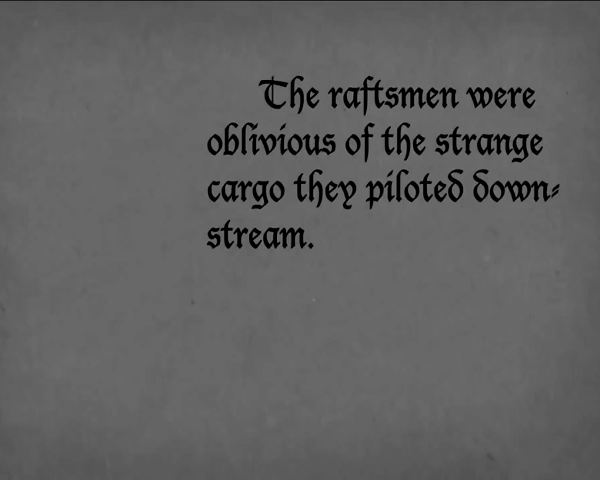 The raftsmen were
oblivious of the strange
cargo they piloted down-
stream.